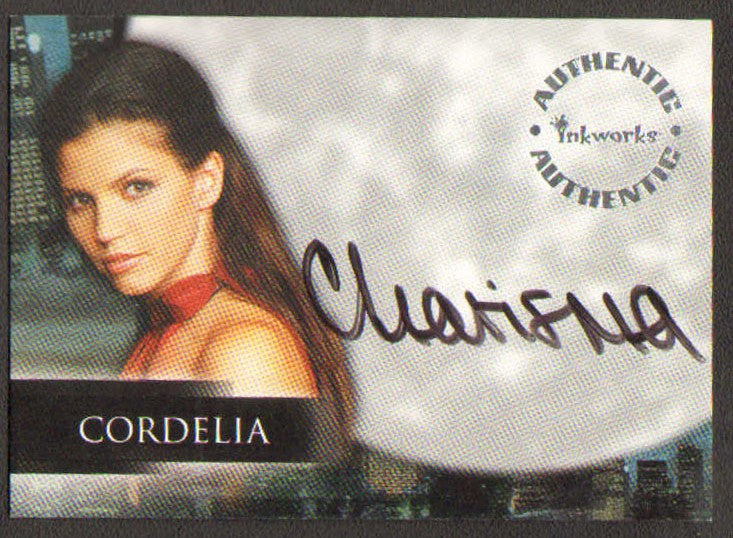 AUTHENTIC
inkworks
AUTHENTIC
Charisma
CORDELIA